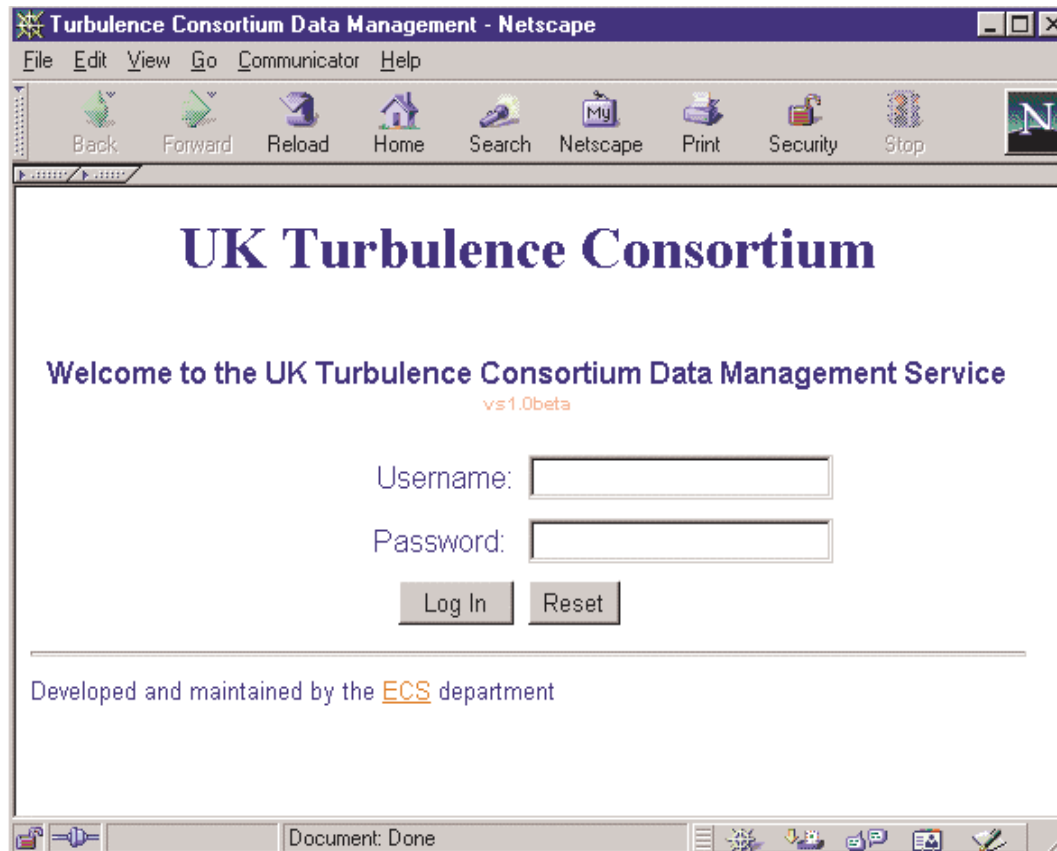 Turbulence Consortium Data Management - Netscape
File Edit View Go Communicator Help
Back Forward Reload Home Search Netscape Print Security Stop
My
N
UK Turbulence Consortium
Welcome to the UK Turbulence Consortium Data Management Service
vs1.0beta
Username:
Password:
Log In Reset
Developed and maintained by the ECS department
Document: Done